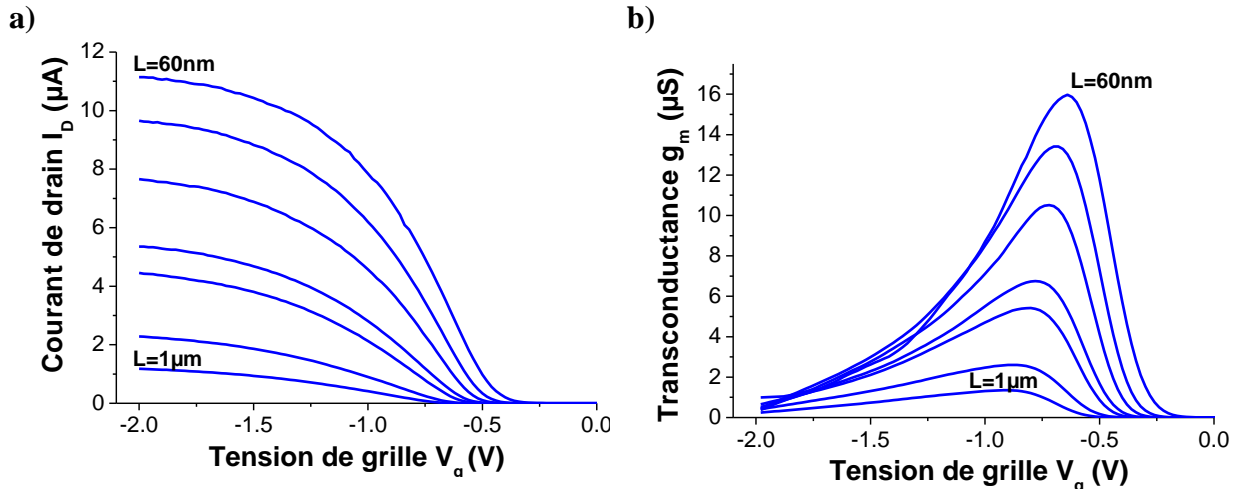 a)
b)
L=60nm
L=1µm
Courant de drain I_D (µA)
12
10
8
6
4
2
0
-2.0 -1.5 -1.0 -0.5 0.0
Tension de grille V_g (V)
L=60nm
L=1µm
Transconductance g_m (µS)
16
14
12
10
8
6
4
2
0
-2.0 -1.5 -1.0 -0.5 0.0
Tension de grille V_g (V)